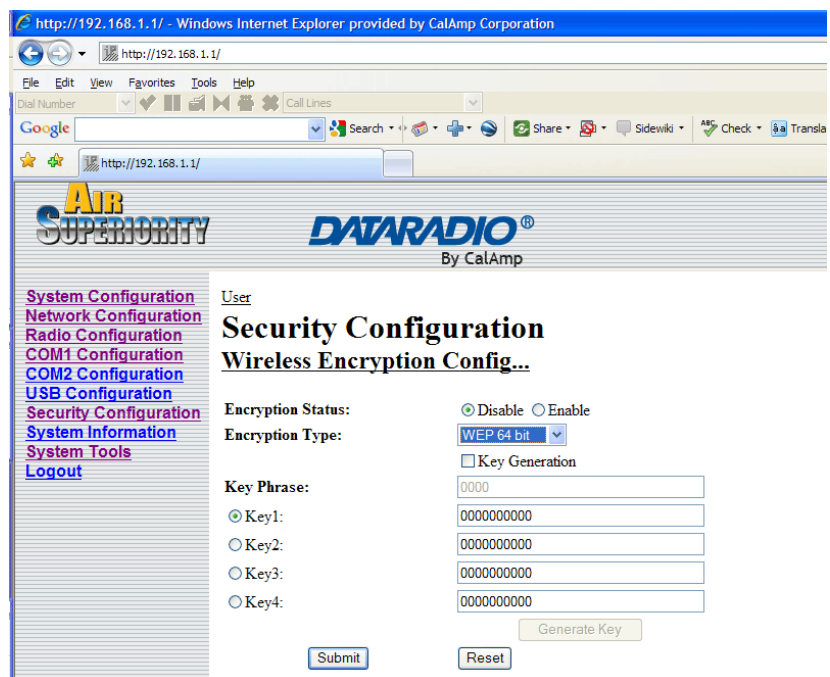 http://192.168.1.1/ - Windows Internet Explorer provided by CalAmp Corporation
http://192.168.1.1/
File Edit View Favorites Tools Help
Dial Number Call Lines
Google Search Share Sidewiki Check Transla
http://192.168.1.1/
AIR SUPERIORITY
DATARADIO®
By CalAmp
System Configuration
Network Configuration
Radio Configuration
COM1 Configuration
COM2 Configuration
USB Configuration
Security Configuration
System Information
System Tools
Logout
User
Security Configuration
Wireless Encryption Config...
Encryption Status: Disable Enable
Encryption Type: WEP 64 bit
Key Generation
Key Phrase: 0000
Key1: 0000000000
Key2: 0000000000
Key3: 0000000000
Key4: 0000000000
Generate Key
Submit Reset